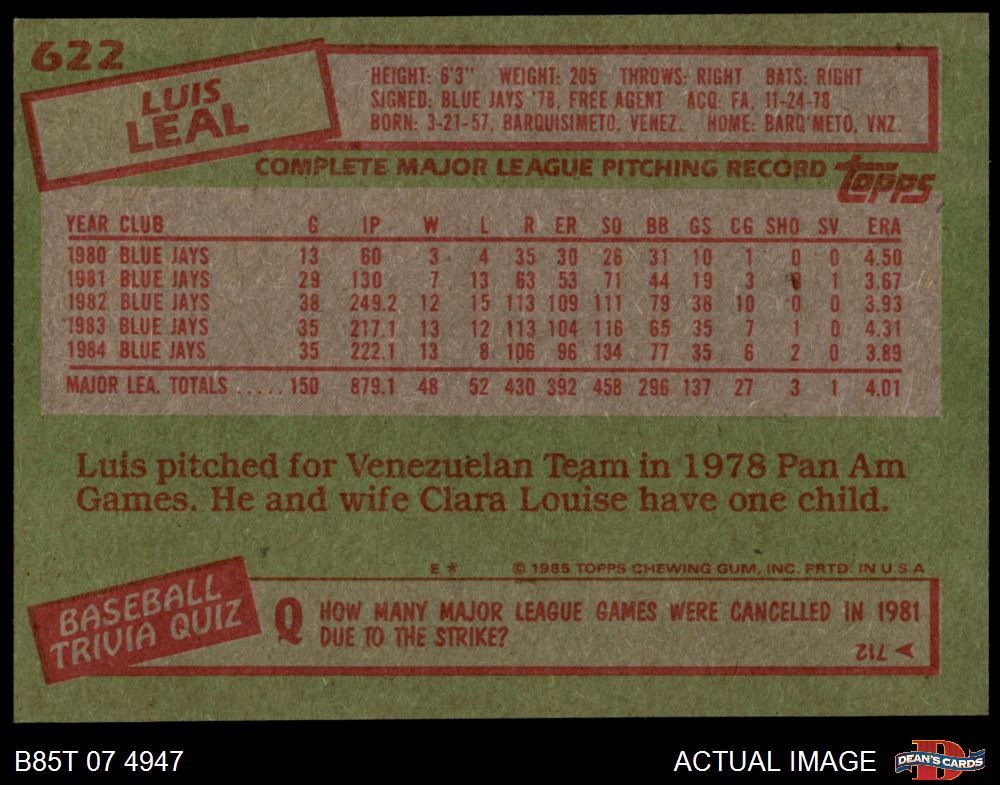 622
LUIS
LEAL
HEIGHT: 6'3" WEIGHT: 205 THROWS: RIGHT BATS: RIGHT
SIGNED: BLUE JAYS '78, FREE AGENT ACQ: FA, 11-24-78
BORN: 3-21-57, BARQUISIMETO, VENEZ. HOME: BARQ'METO, VNZ.
COMPLETE MAJOR LEAGUE PITCHING RECORD
TOPPS
YEAR CLUB G IP W L R ER SO BB GS CG SHO SV ERA
1980 BLUE JAYS 13 60 3 4 35 30 26 31 10 1 0 0 4.50
1981 BLUE JAYS 29 130 7 13 63 53 71 44 19 3 1 3.67
1982 BLUE JAYS 38 249.2 12 15 113 109 111 79 38 10 0 0 3.93
1983 BLUE JAYS 35 217.1 13 12 113 104 116 65 35 7 1 0 4.31
1984 BLUE JAYS 35 222.1 13 8 106 96 134 77 35 6 2 0 3.89
MAJOR LEA. TOTALS ..... 150 879.1 48 52 430 392 458 296 137 27 3 1 4.01
Luis pitched for Venezuelan Team in 1978 Pan Am
Games. He and wife Clara Louise have one child.
E * © 1985 TOPPS CHEWING GUM, INC. PRTD. IN U.S.A
BASEBALL
TRIVIA QUIZ
Q HOW MANY MAJOR LEAGUE GAMES WERE CANCELLED IN 1981
DUE TO THE STRIKE?
712
B85T 07 4947
ACTUAL IMAGE
D
DEAN'S CARDS